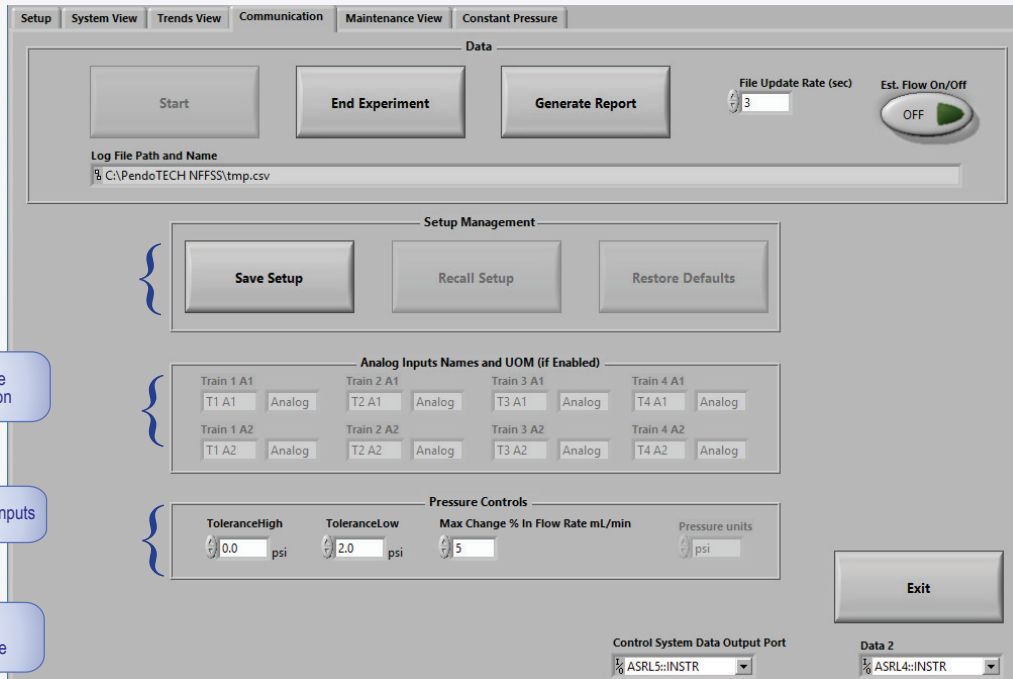 Setup System View Trends View Communication Maintenance View Constant Pressure
Data
Start End Experiment Generate Report
File Update Rate (sec)
3
Est. Flow On/Off
OFF
Log File Path and Name
C:\PendoTECH NFFSS\tmp.csv
Setup Management
Save Setup Recall Setup Restore Defaults
Analog Inputs Names and UOM (if Enabled)
Train 1 A1 Train 2 A1 Train 3 A1 Train 4 A1
T1 A1 Analog T2 A1 Analog T3 A1 Analog T4 A1 Analog
Train 1 A2 Train 2 A2 Train 3 A2 Train 4 A2
T1 A2 Analog T2 A2 Analog T3 A2 Analog T4 A2 Analog
Pressure Controls
ToleranceHigh ToleranceLow Max Change % In Flow Rate mL/min Pressure units
0.0 psi 2.0 psi 5 psi
Exit
Control System Data Output Port Data 2
ASRL5::INSTR ASRL4::INSTR